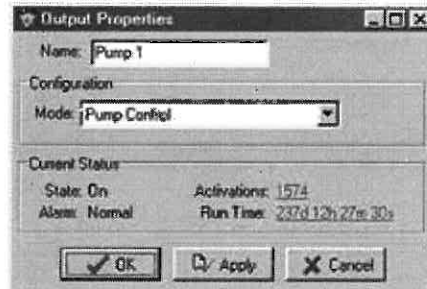 Output Properties
Name: Pump 1
Configuration
Mode: Pump Control
Current Status
State: On Activations: 1574
Alarm: Normal Run Time: 237d 12h 27m 30s
OK Apply Cancel